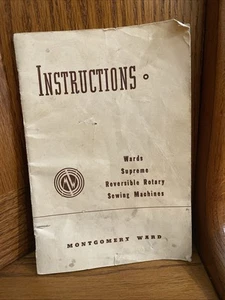 INSTRUCTIONS
Wards
Supreme
Reversible Rotary
Sewing Machines
MONTGOMERY WARD